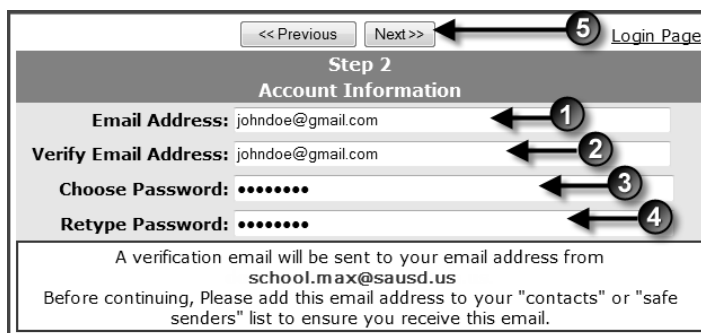 << Previous Next >> 5 Login Page
Step 2
Account Information
Email Address: johndoe@gmail.com 1
Verify Email Address: johndoe@gmail.com 2
Choose Password: ●●●●●●●● 3
Retype Password: ●●●●●●●● 4
A verification email will be sent to your email address from
school.max@sausd.us
Before continuing, Please add this email address to your "contacts" or "safe
senders" list to ensure you receive this email.